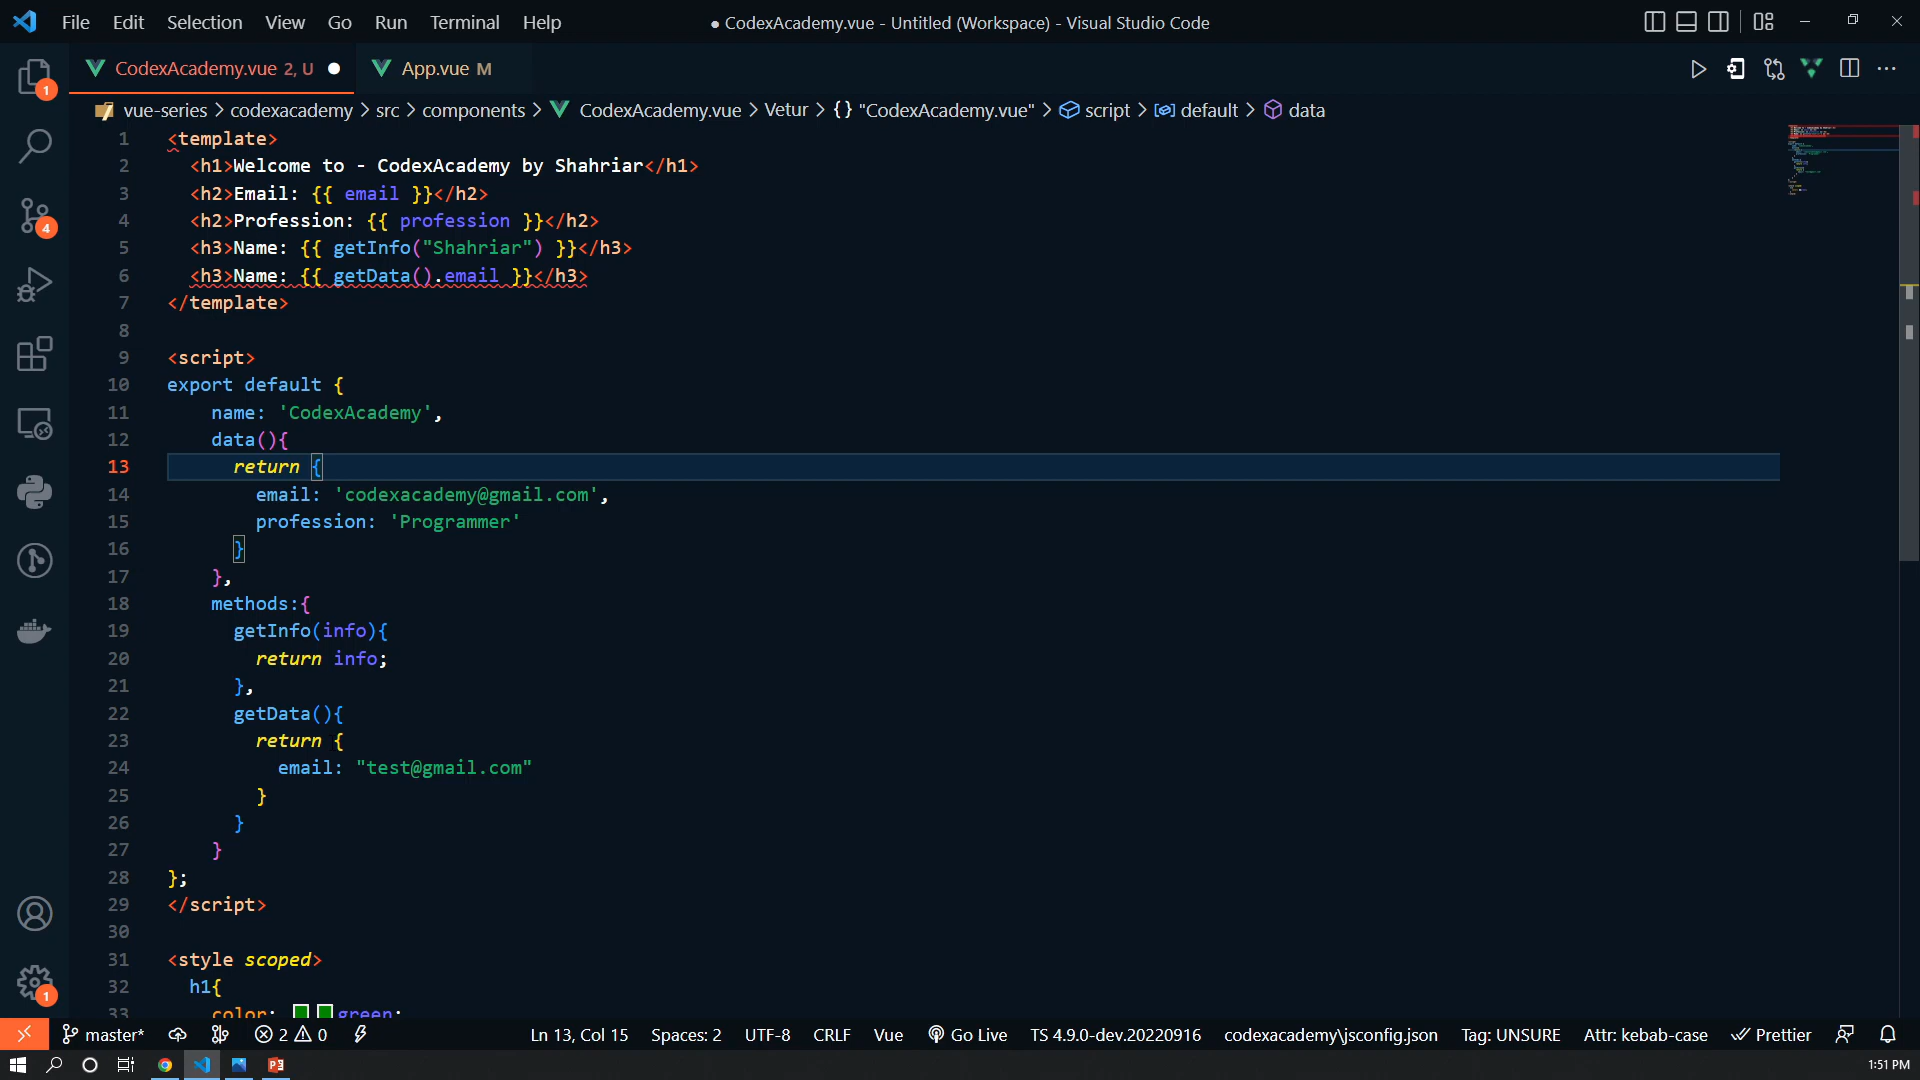 File Edit Selection View Go Run Terminal Help
● CodexAcademy.vue - Untitled (Workspace) - Visual Studio Code
CodexAcademy.vue 2, U ●
App.vue M
vue-series > codexacademy > src > components > CodexAcademy.vue > Vetur > {} "CodexAcademy.vue" > script > default > data
1 <template>
2 <h1>Welcome to - CodexAcademy by Shahriar</h1>
3 <h2>Email: {{ email }}</h2>
4 <h2>Profession: {{ profession }}</h2>
5 <h3>Name: {{ getInfo("Shahriar") }}</h3>
6 <h3>Name: {{ getData().email }}</h3>
7 </template>
8
9 <script>
10 export default {
11 name: 'CodexAcademy',
12 data(){
13 return {
14 email: 'codexacademy@gmail.com',
15 profession: 'Programmer'
16 }
17 },
18 methods:{
19 getInfo(info){
20 return info;
21 },
22 getData(){
23 return {
24 email: "test@gmail.com"
25 }
26 }
27 }
28 };
29 </script>
30
31 <style scoped>
32 h1{
33 color: green;
1
4
1
master*
2 0
Ln 13, Col 15
Spaces: 2
UTF-8
CRLF
Vue
Go Live
TS 4.9.0-dev.20220916
codexacademy\jsconfig.json
Tag: UNSURE
Attr: kebab-case
Prettier
1:51 PM